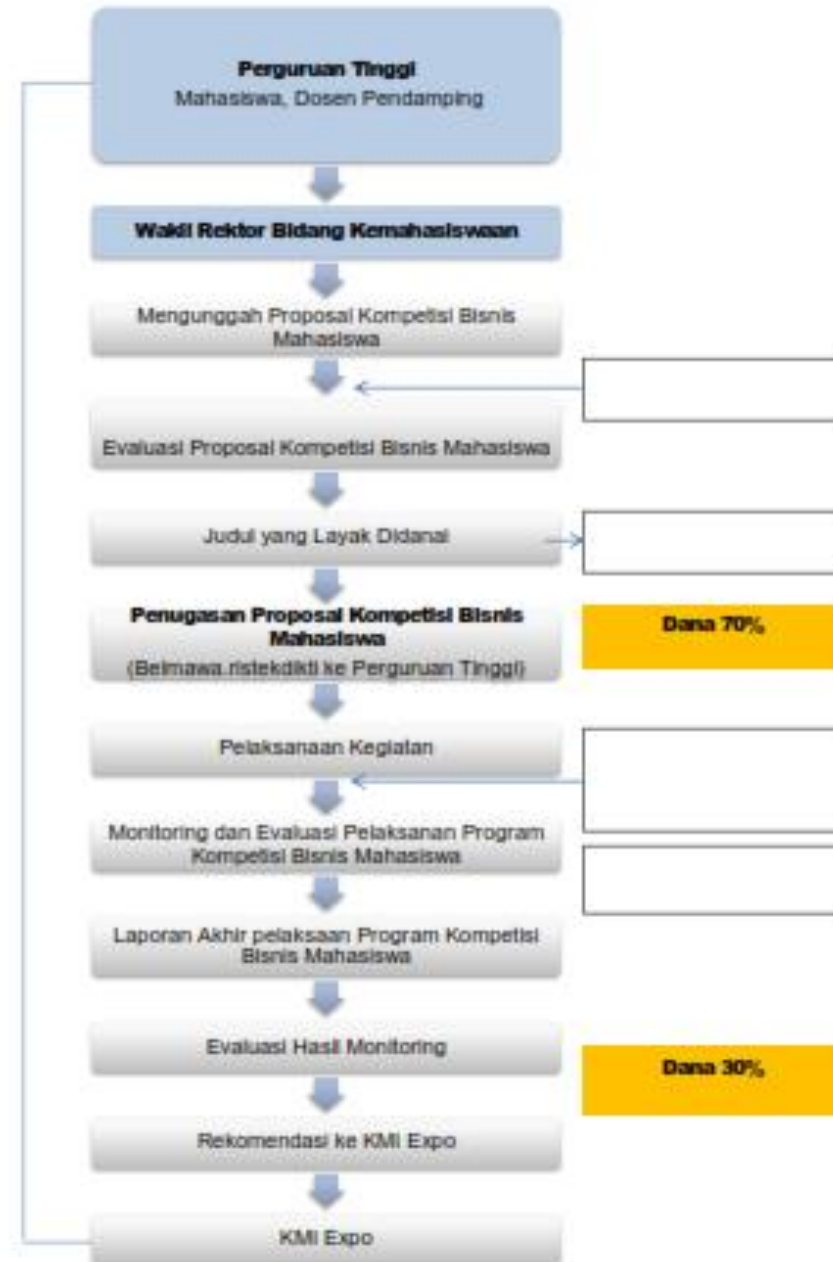 Perguruan Tinggi
Mahasiswa, Dosen Pendamping
Wakil Rektor Bidang Kemahasiswaan
Mengunggah Proposal Kompetisi Bisnis
Mahasiswa
Evaluasi Proposal Kompetisi Bisnis Mahasiswa
Judul yang Layak Didanai
Penugasan Proposal Kompetisi Bisnis
Mahasiswa
(Belmawa.ristekdikti ke Perguruan Tinggi)
Dana 70%
Pelaksanaan Kegiatan
Monitoring dan Evaluasi Pelaksanan Program
Kompetisi Bisnis Mahasiswa
Laporan Akhir pelaksaan Program Kompetisi
Bisnis Mahasiswa
Evaluasi Hasil Monitoring
Dana 30%
Rekomendasi ke KMI Expo
KMI Expo